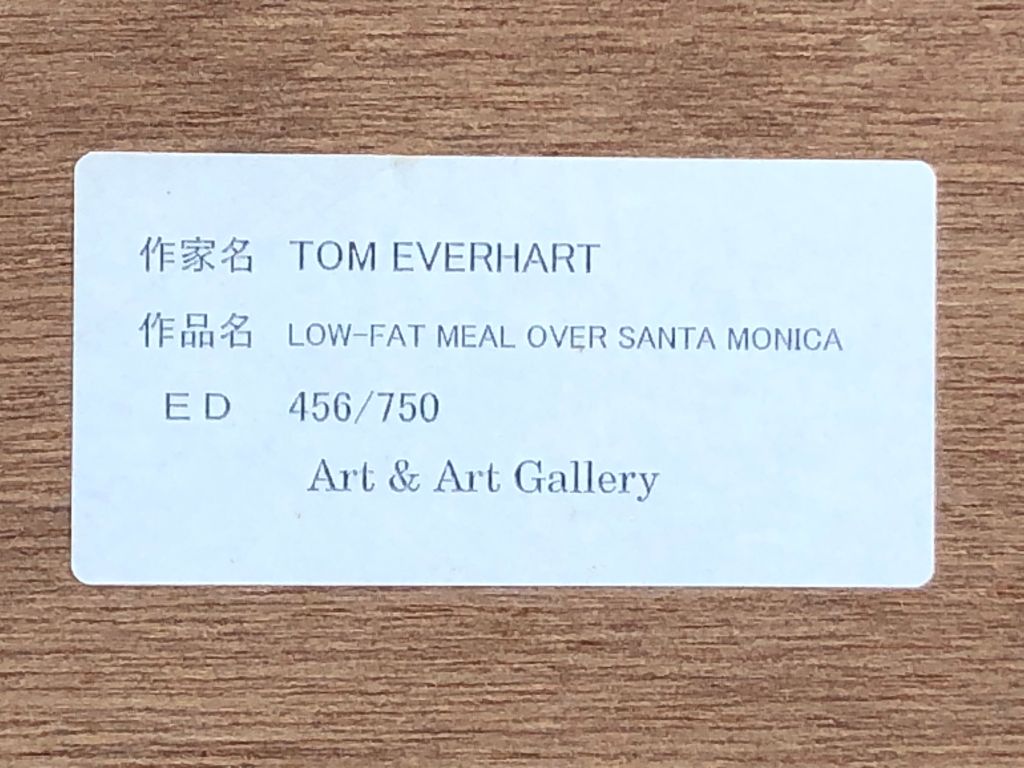 作家名 TOM EVERHART
作品名 LOW-FAT MEAL OVER SANTA MONICA
ED 456/750
Art & Art Gallery